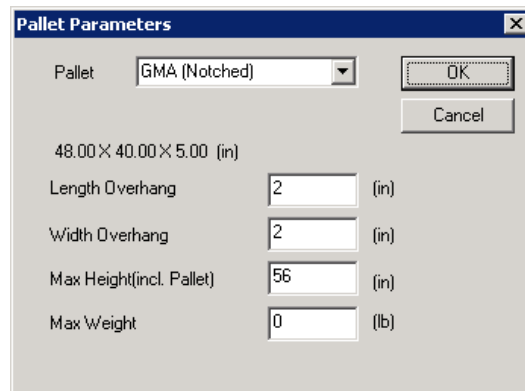 Pallet Parameters
Pallet GMA (Notched) OK
Cancel
48.00 X 40.00 X 5.00 (in)
Length Overhang 2 (in)
Width Overhang 2 (in)
Max Height(incl. Pallet) 56 (in)
Max Weight 0 (lb)